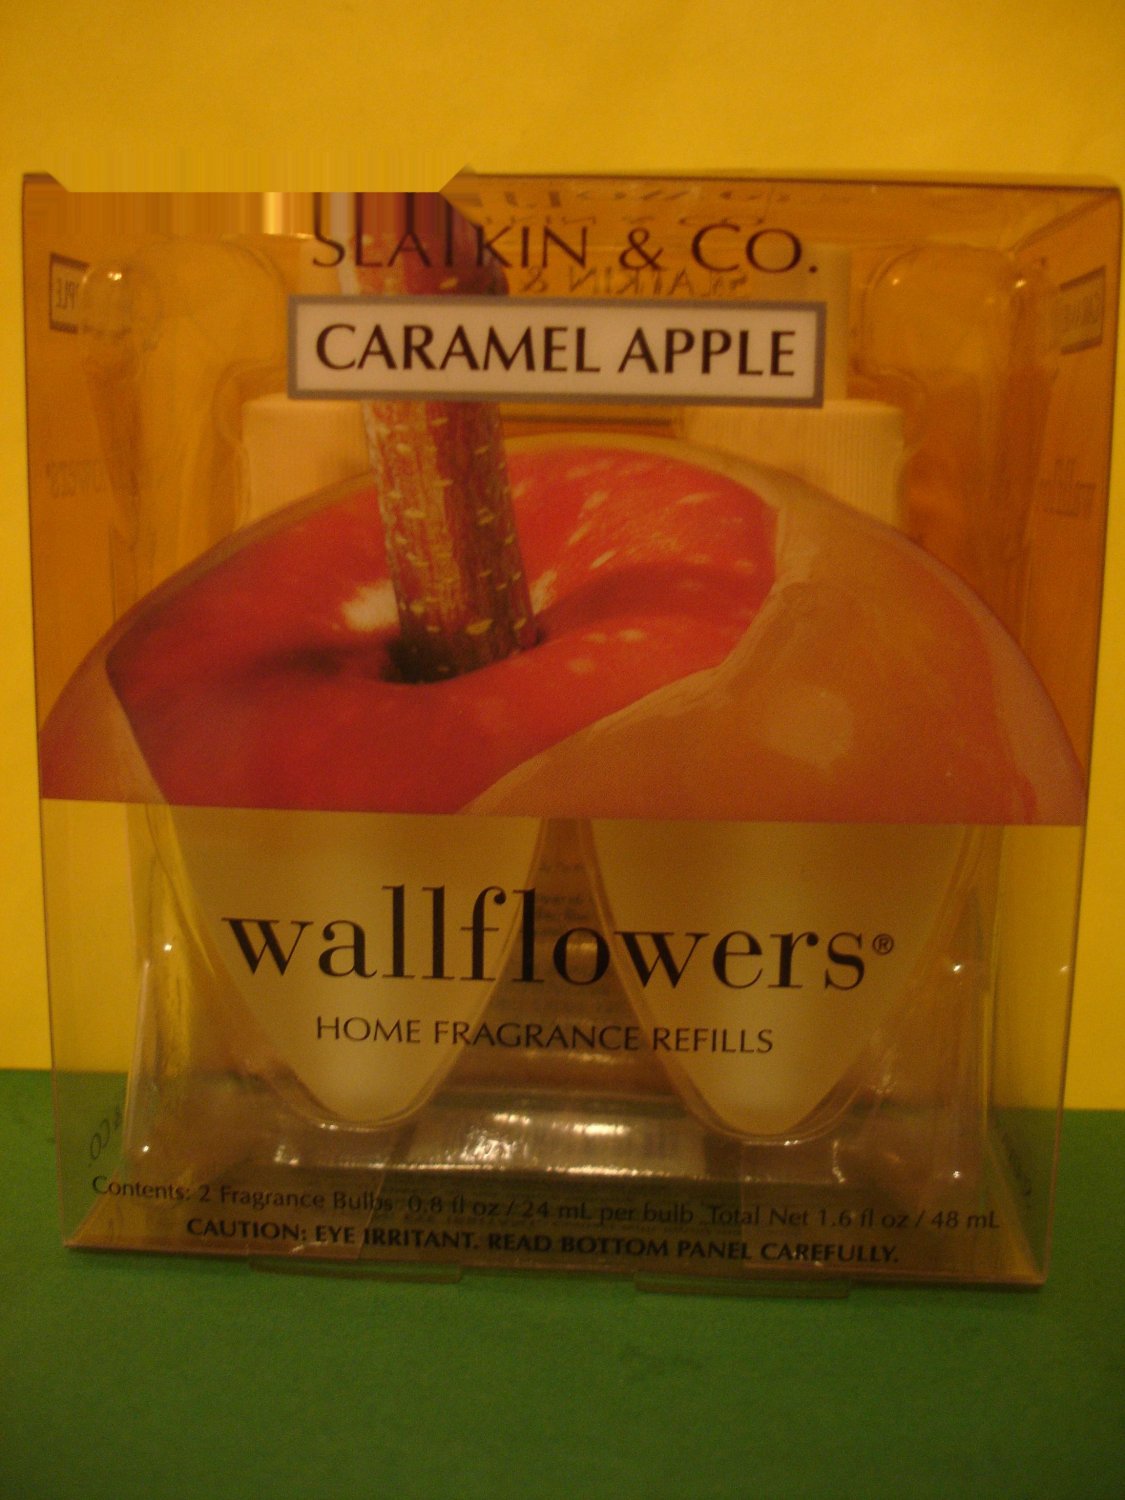 SLATKIN & CO.
CARAMEL APPLE
wallflowers®
HOME FRAGRANCE REFILLS
Contents: 2 Fragrance Bulbs 0.8 fl oz / 24 mL per bulb Total Net 1.6 fl oz / 48 mL
CAUTION: EYE IRRITANT. READ BOTTOM PANEL CAREFULLY.